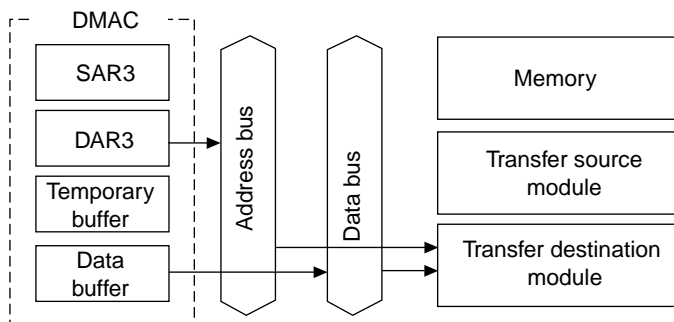 DMAC
SAR3
DAR3
Temporary
buffer
Data
buffer
Address bus
Data bus
Memory
Transfer source
module
Transfer destination
module